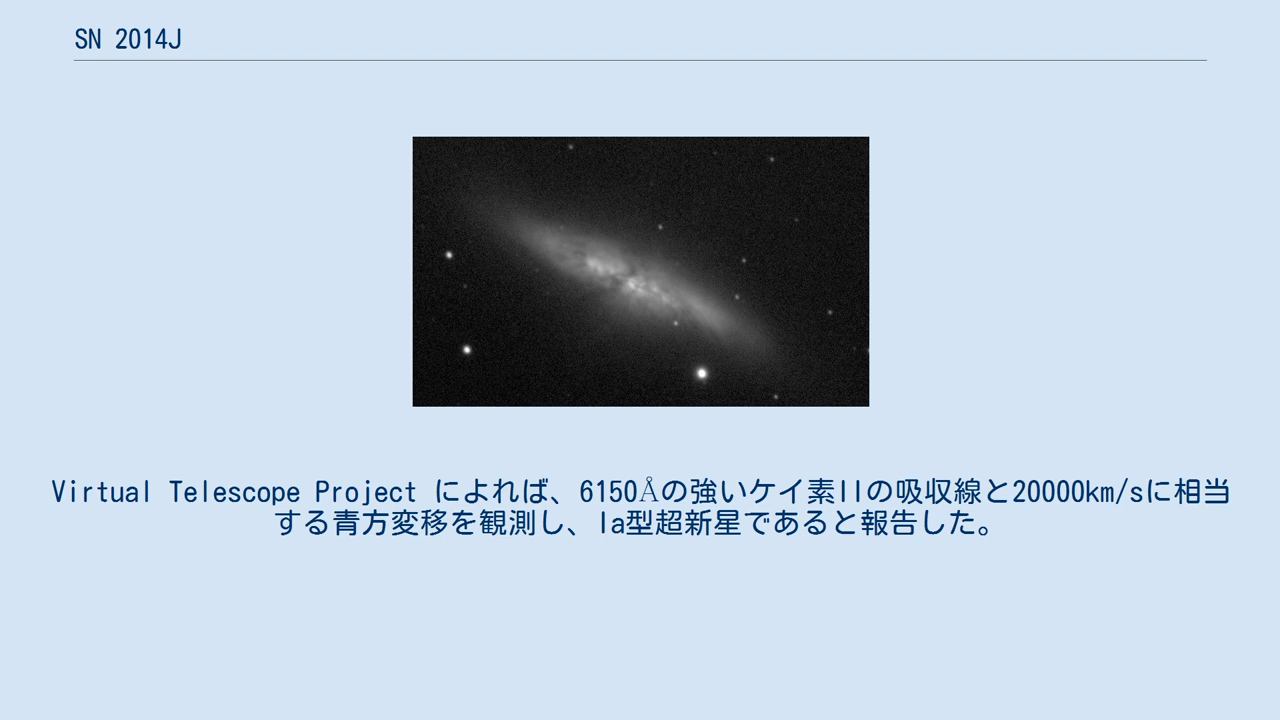 SN 2014J
Virtual Telescope Project によれば、6150Åの強いケイ素IIの吸収線と20000km/sに相当
する青方変移を観測し、Ia型超新星であると報告した。